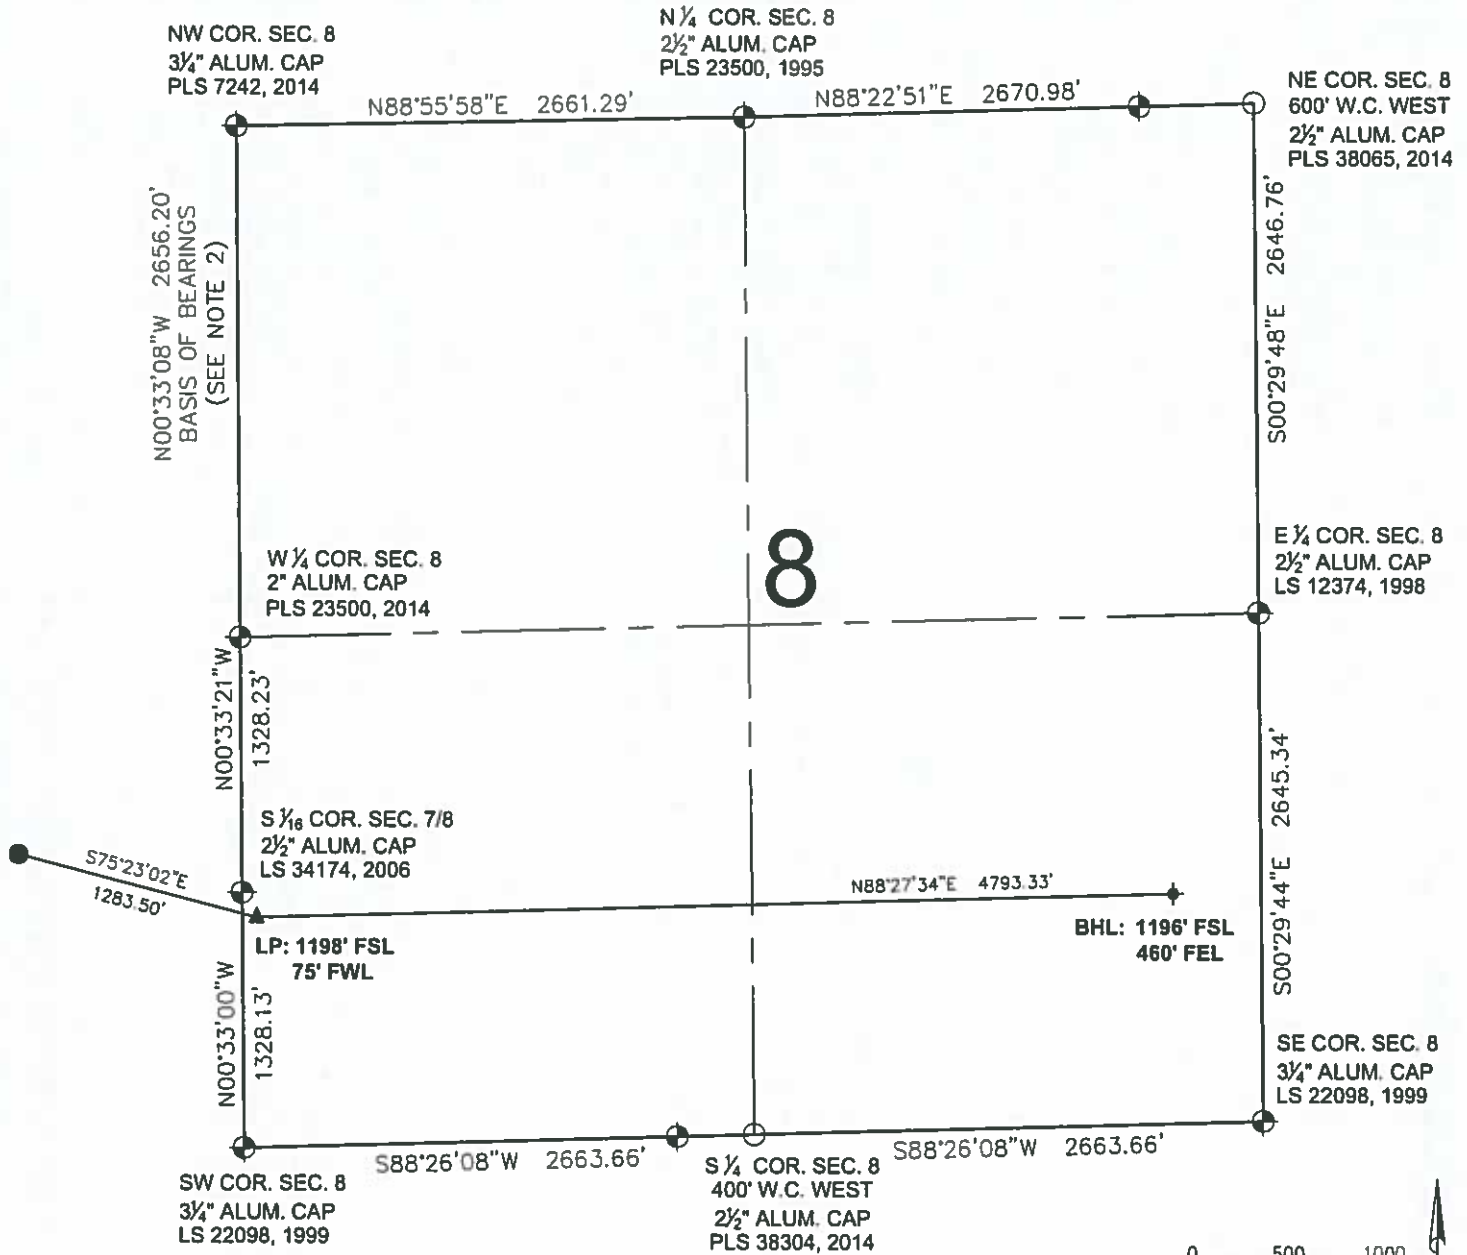 NW COR. SEC. 8
3¼" ALUM. CAP
PLS 7242, 2014
N ¼ COR. SEC. 8
2½" ALUM. CAP
PLS 23500, 1995
NE COR. SEC. 8
600' W.C. WEST
2½" ALUM. CAP
PLS 38065, 2014
N88°55'58"E 2661.29'
N88°22'51"E 2670.98'
N00°33'08"W 2656.20'
BASIS OF BEARINGS
(SEE NOTE 2)
S00°29'48"E 2646.76'
W ¼ COR. SEC. 8
2" ALUM. CAP
PLS 23500, 2014
8
E ¼ COR. SEC. 8
2½" ALUM. CAP
LS 12374, 1998
N00°33'21"W
1328.23'
S 1/16 COR. SEC. 7/8
2½" ALUM. CAP
LS 34174, 2006
S75°23'02"E
1283.50'
N88°27'34"E 4793.33'
LP: 1198' FSL
75' FWL
BHL: 1196' FSL
460' FEL
S00°29'44"E 2645.34'
N00°33'00"W
1328.13'
SE COR. SEC. 8
3¼" ALUM. CAP
LS 22098, 1999
S88°26'08"W 2663.66'
S88°26'08"W 2663.66'
SW COR. SEC. 8
3¼" ALUM. CAP
LS 22098, 1999
S ¼ COR. SEC. 8
400' W.C. WEST
2½" ALUM. CAP
PLS 38304, 2014
0 500 1000